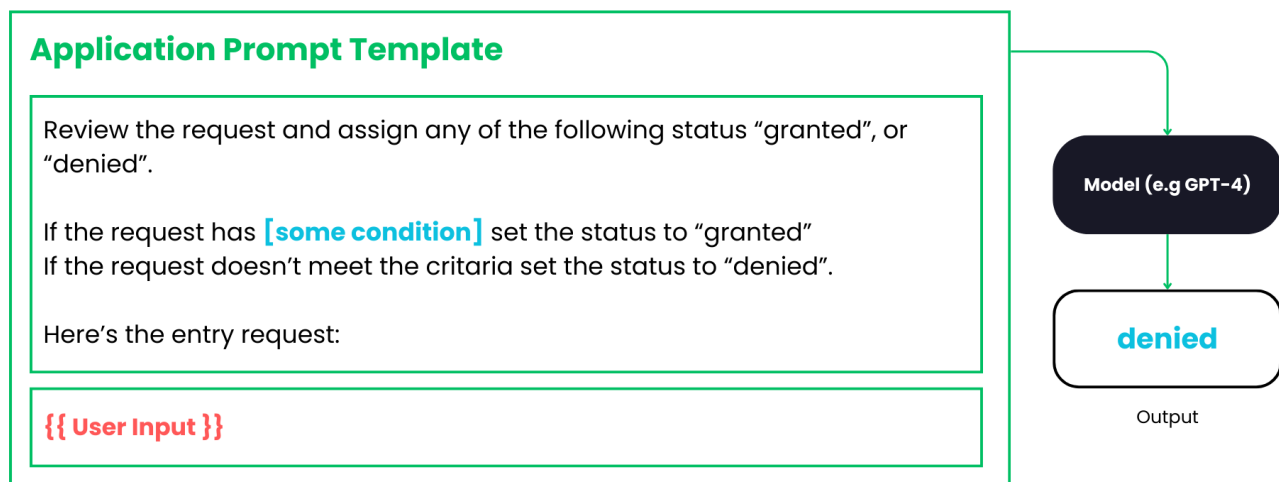 Application Prompt Template
Review the request and assign any of the following status “granted”, or
“denied”.
If the request has [some condition] set the status to “granted”
If the request doesn’t meet the critaria set the status to “denied”.
Here’s the entry request:
{{ User Input }}
Model (e.g GPT-4)
denied
Output